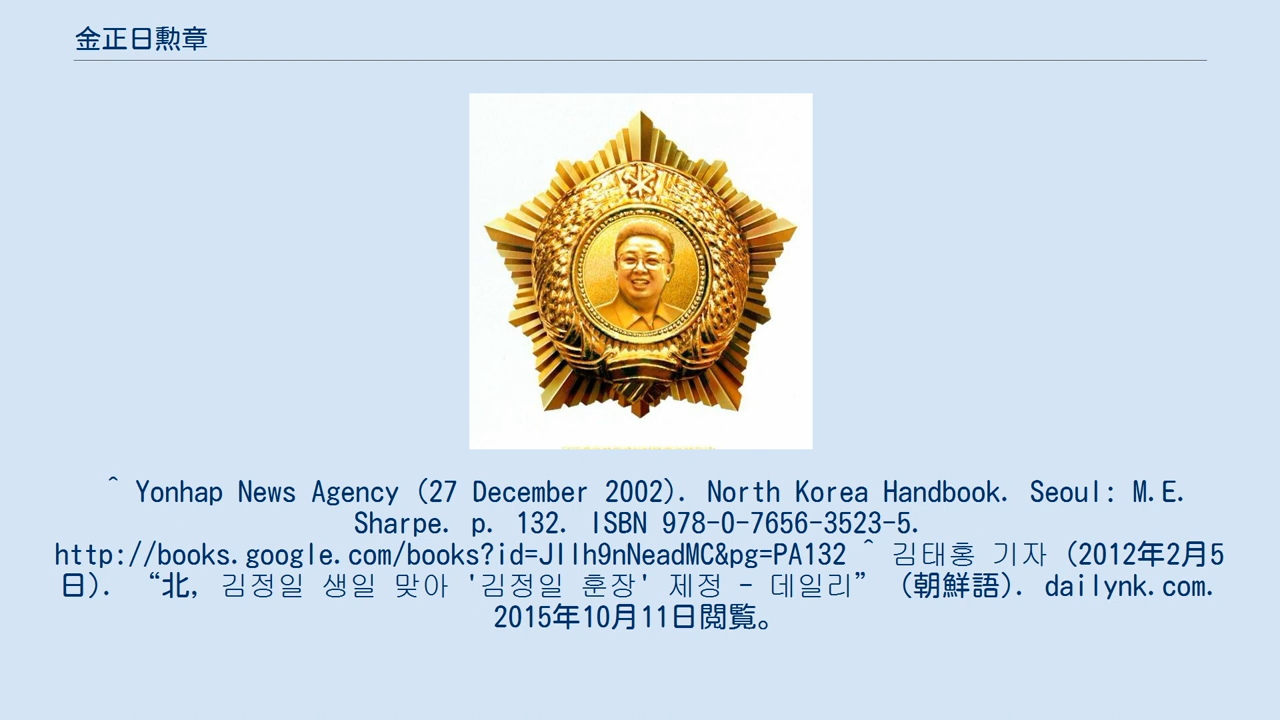 金正日勲章
^ Yonhap News Agency (27 December 2002). North Korea Handbook. Seoul: M.E.
Sharpe. p. 132. ISBN 978-0-7656-3523-5.
http://books.google.com/books?id=JIlh9nNeadMC&pg=PA132 ^ 김태홍 기자 (2012年2月5
日). “北, 김정일 생일 맞아 '김정일 훈장' 제정 - 데일리” (朝鮮語). dailynk.com.
2015年10月11日閲覧。